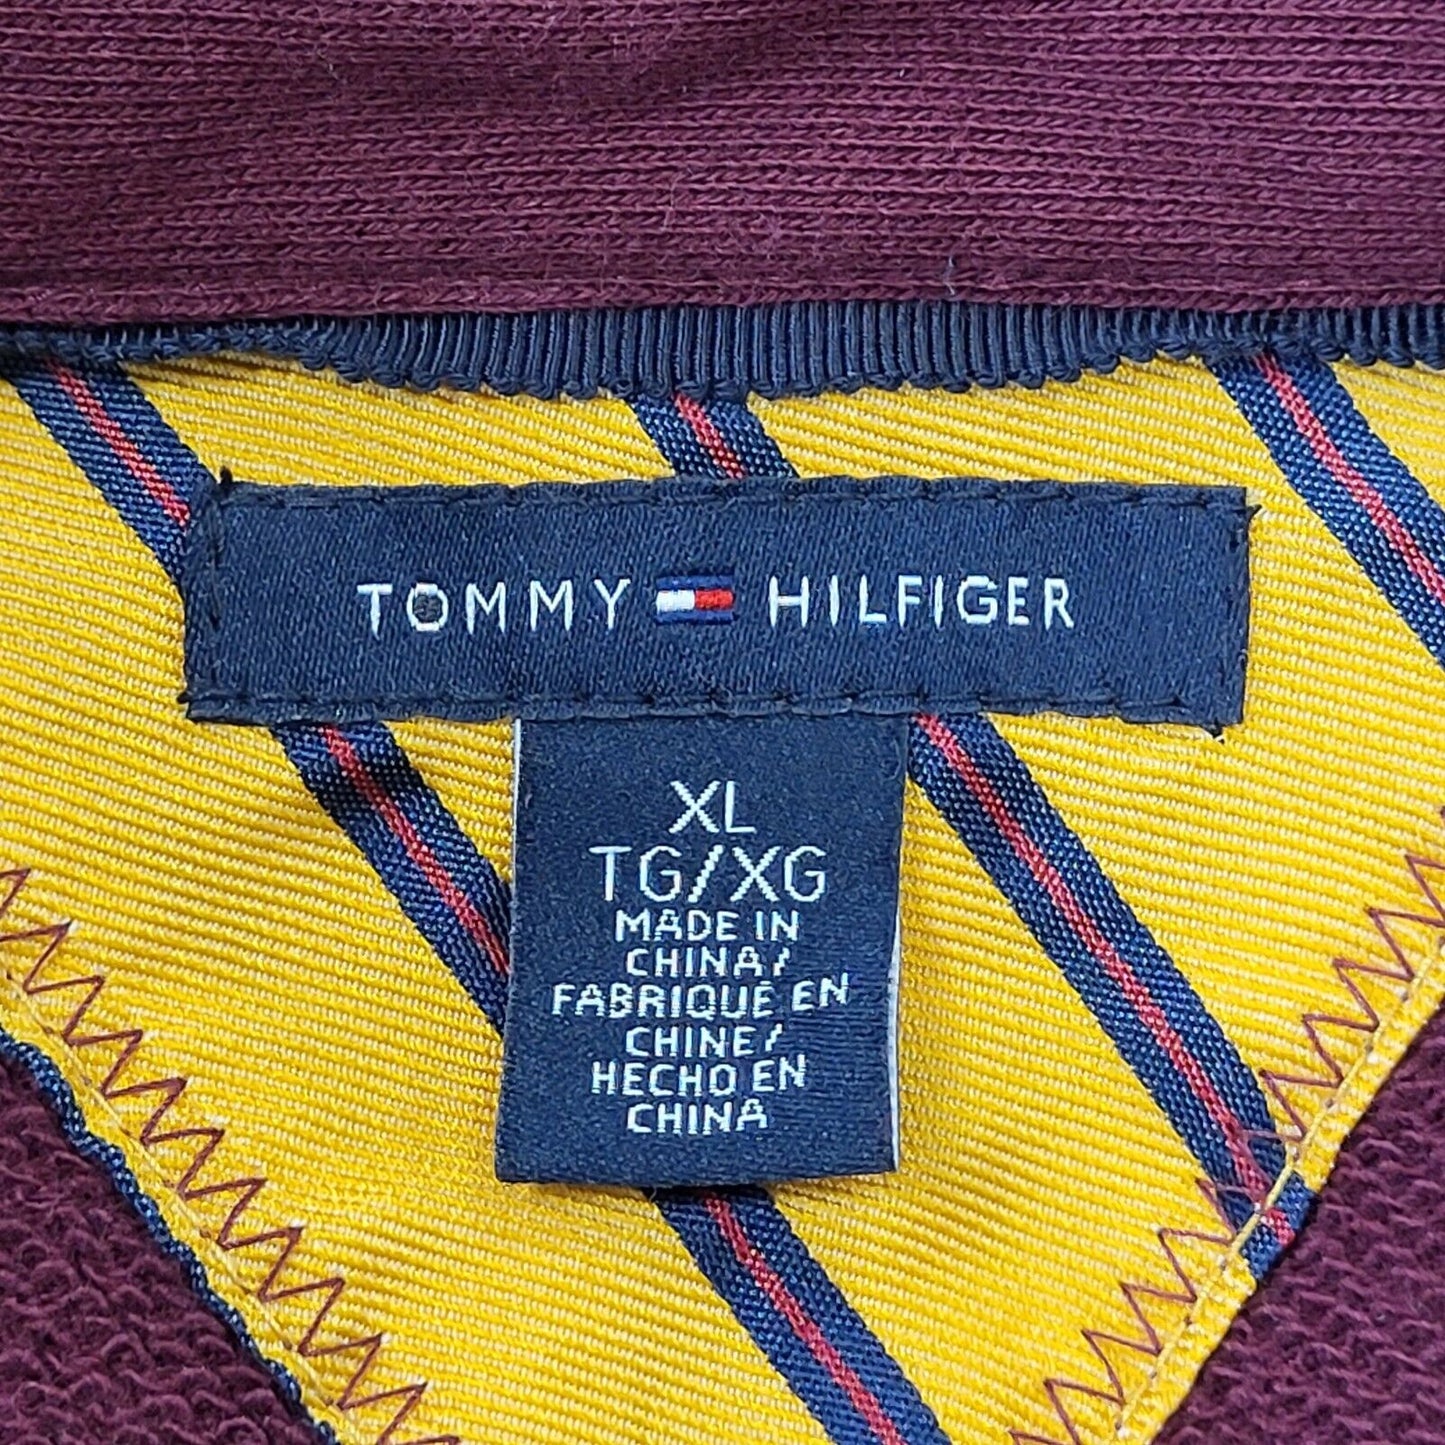 TOMMY HILFIGER
XL
TG/XG
MADE IN
CHINA/
FABRIQUÉ EN
CHINE/
HECHO EN
CHINA